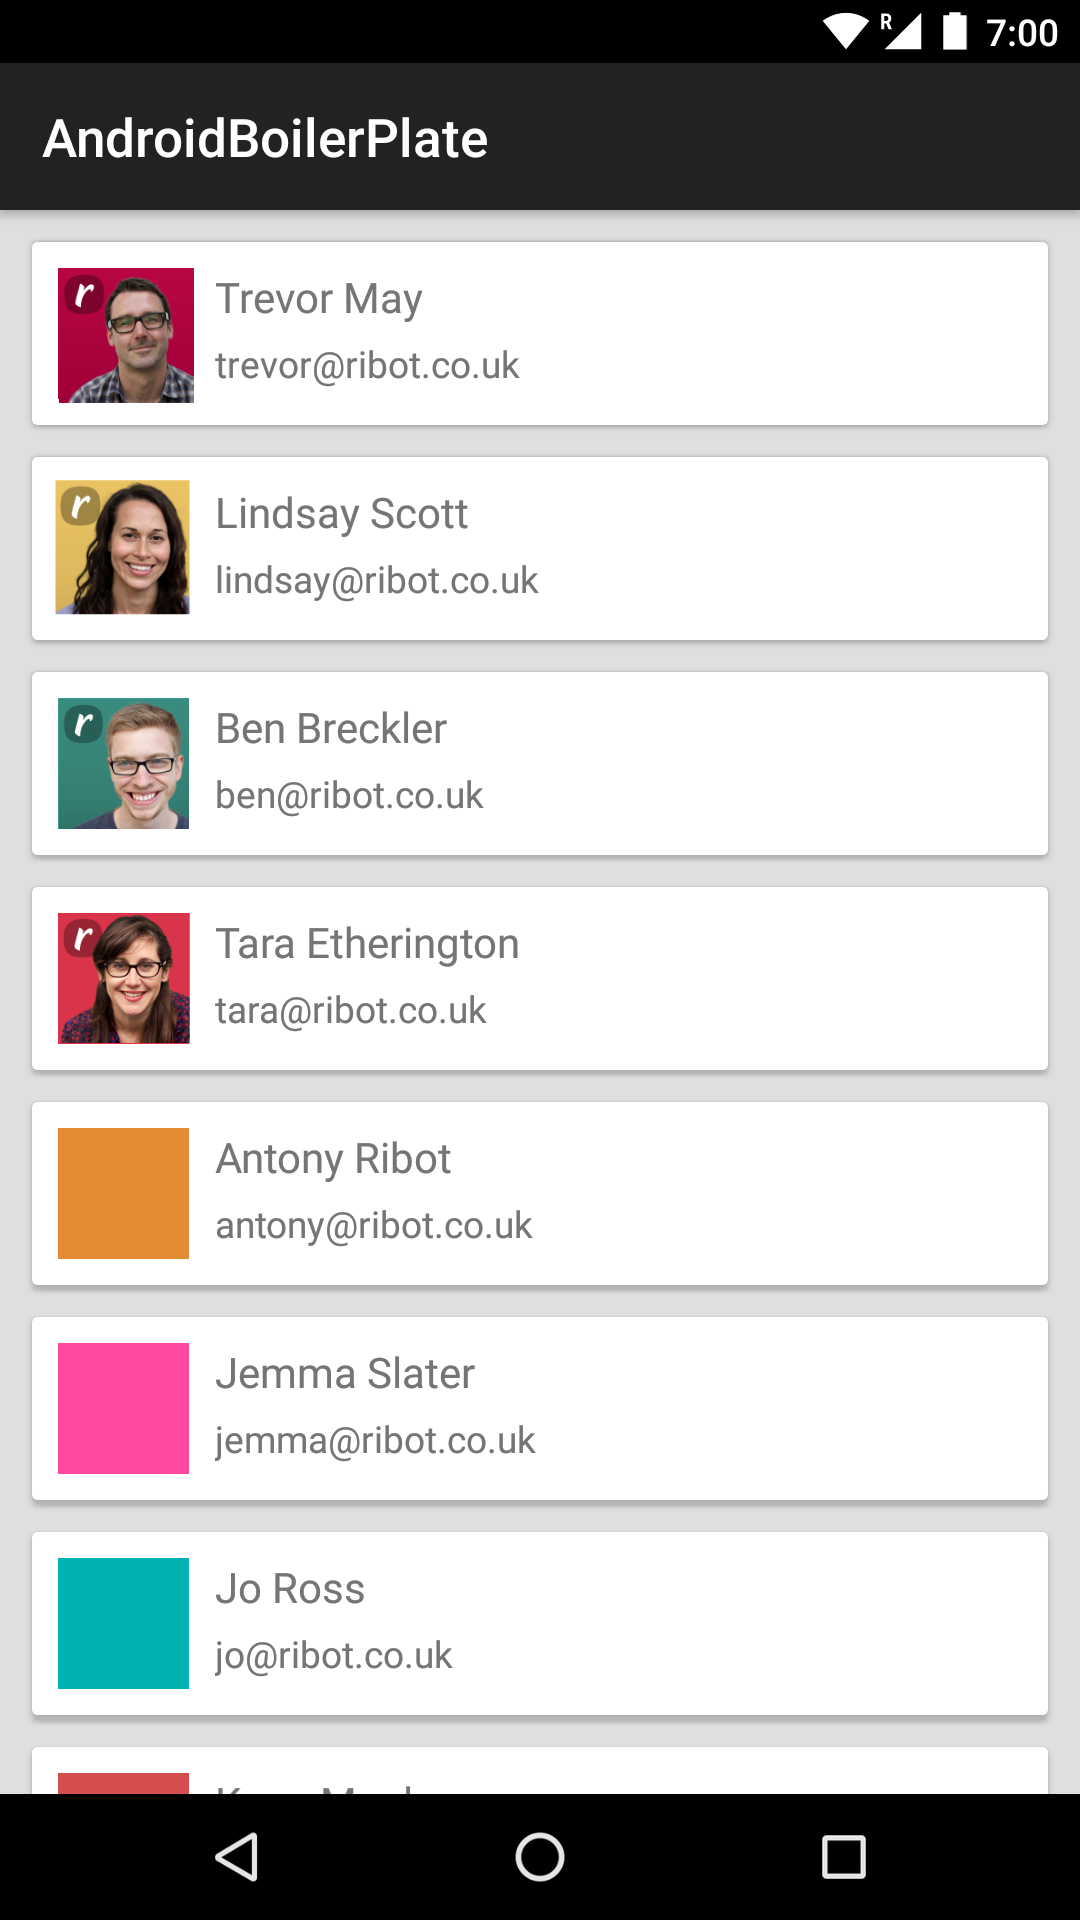 R 7:00
AndroidBoilerPlate
r
Trevor May
trevor@ribot.co.uk
r
Lindsay Scott
lindsay@ribot.co.uk
r
Ben Breckler
ben@ribot.co.uk
r
Tara Etherington
tara@ribot.co.uk
Antony Ribot
antony@ribot.co.uk
Jemma Slater
jemma@ribot.co.uk
Jo Ross
jo@ribot.co.uk